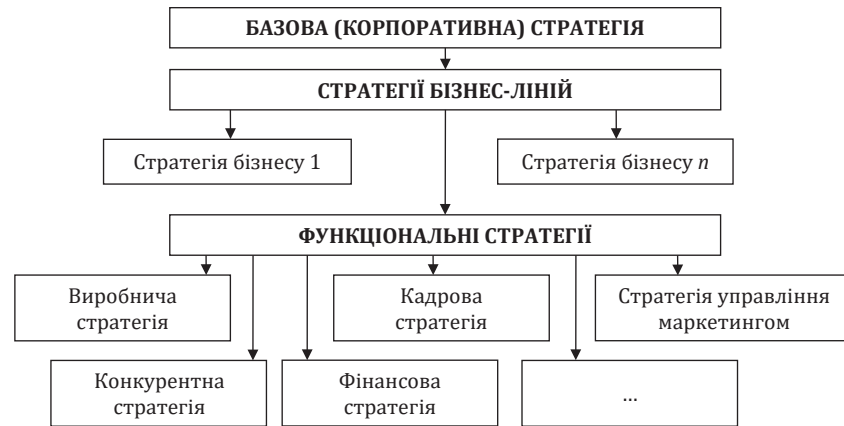 БАЗОВА (КОРПОРАТИВНА) СТРАТЕГІЯ
СТРАТЕГІЇ БІЗНЕС-ЛІНІЙ
Стратегія бізнесу 1
Стратегія бізнесу n
ФУНКЦІОНАЛЬНІ СТРАТЕГІЇ
Виробнича
стратегія
Кадрова
стратегія
Стратегія управління
маркетингом
Конкурентна
стратегія
Фінансова
стратегія
...